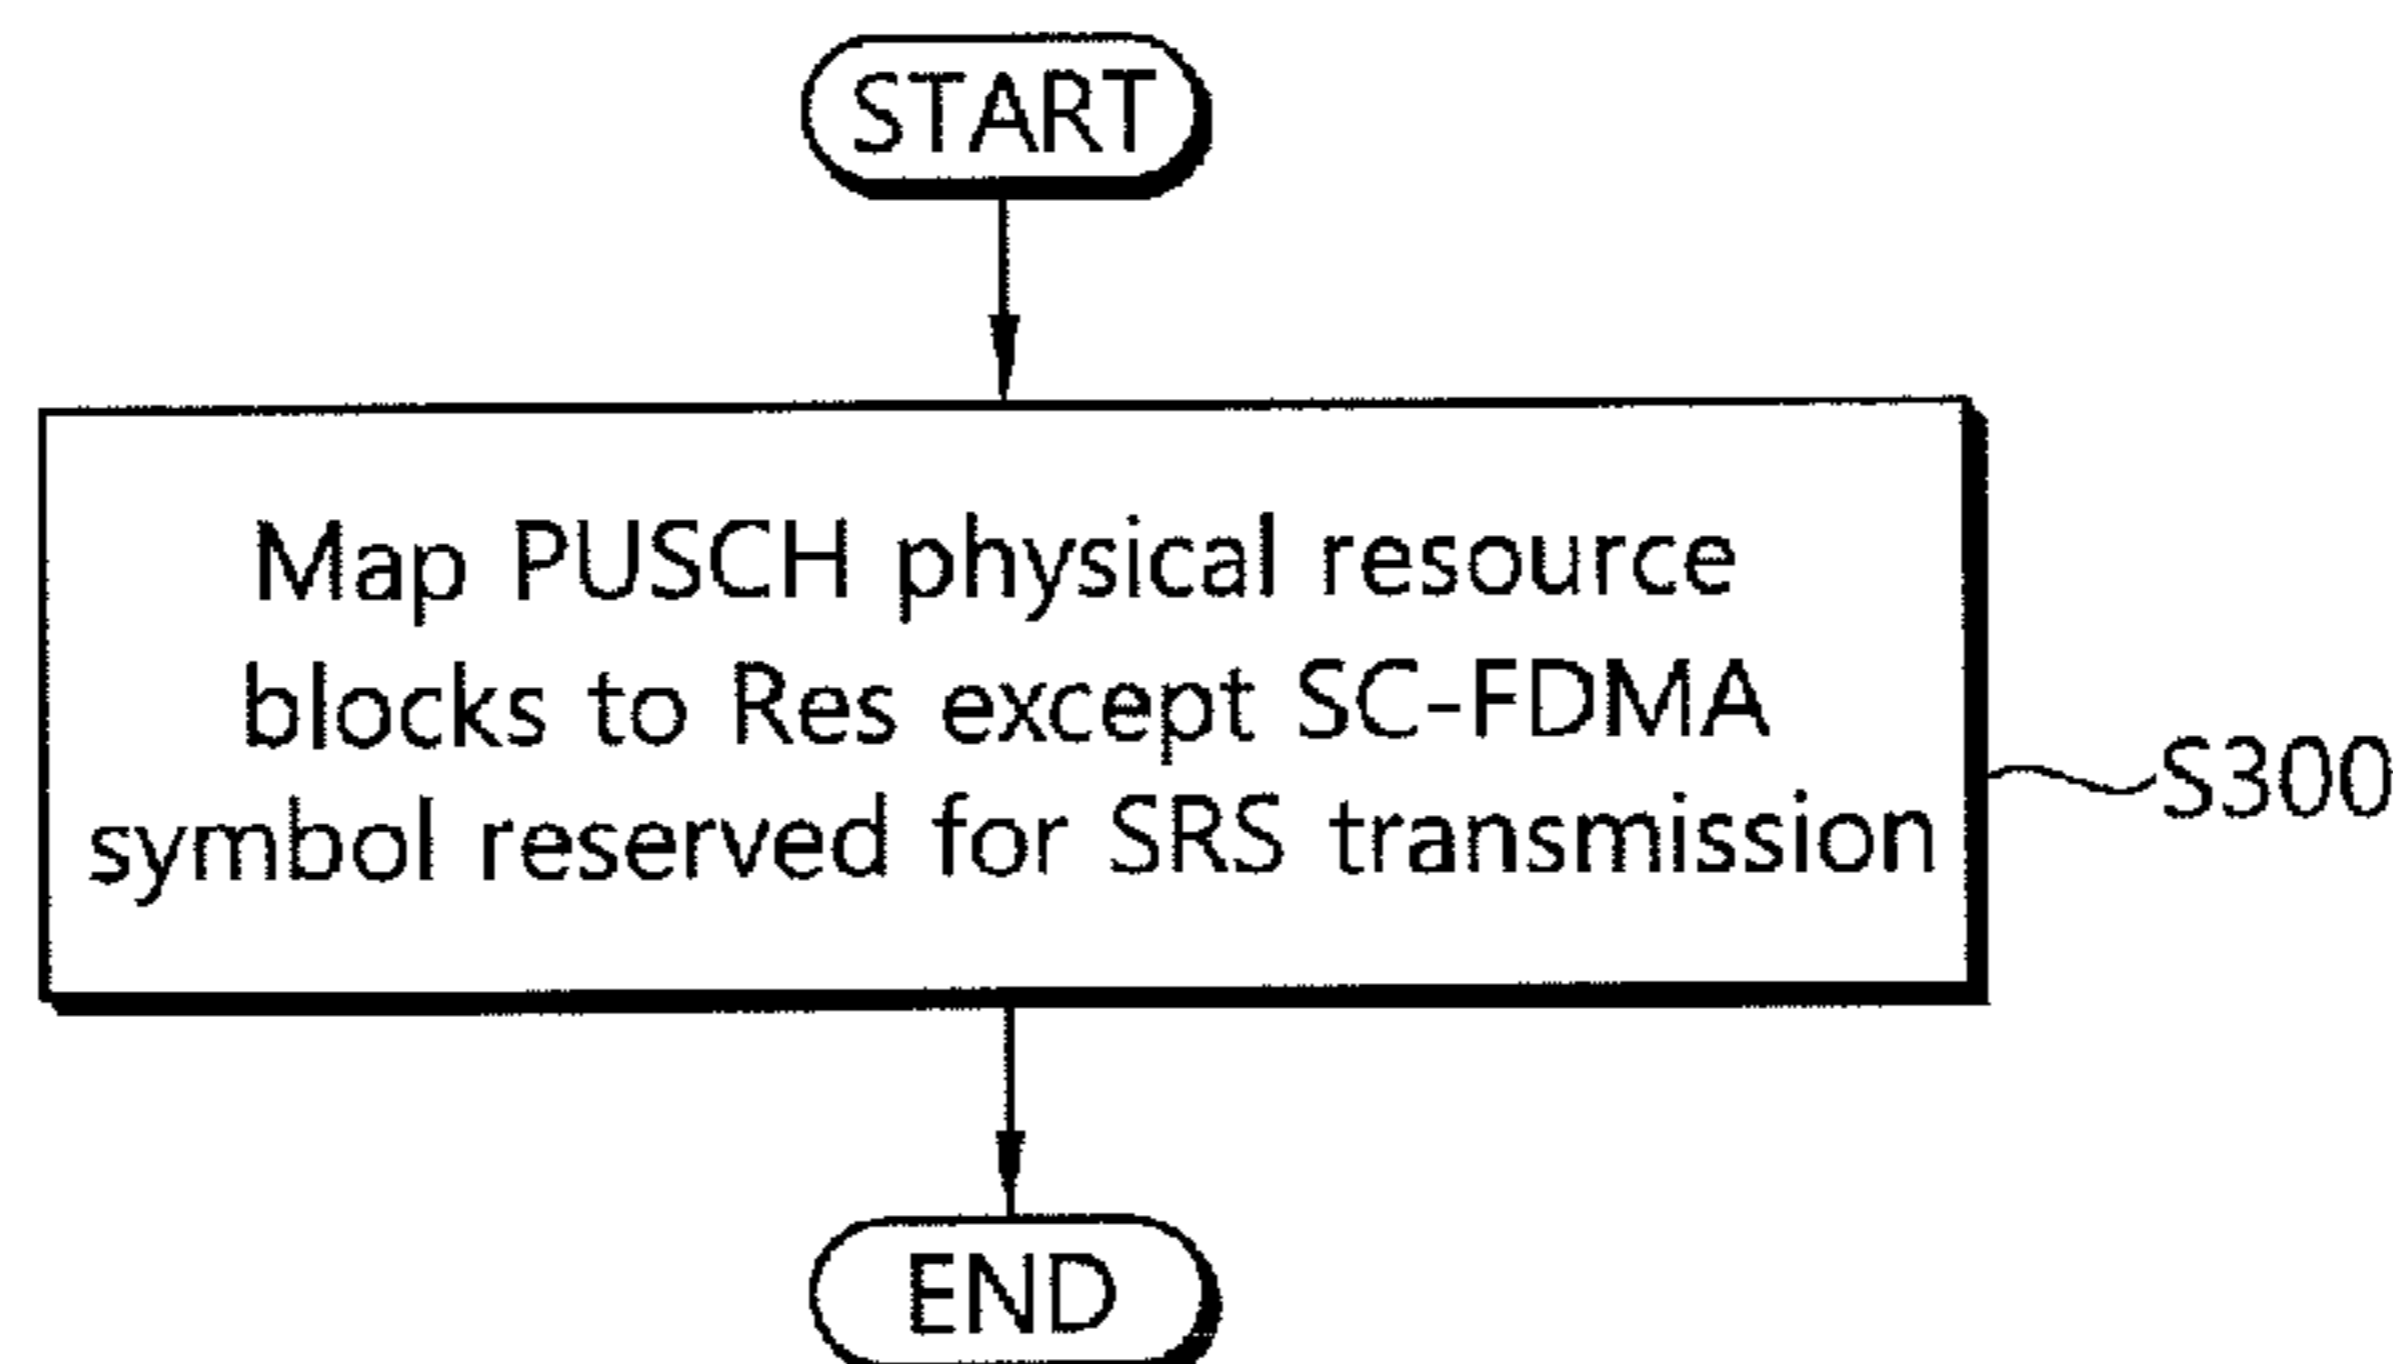 START
Map PUSCH physical resource
blocks to Res except SC-FDMA
symbol reserved for SRS transmission
S300
END